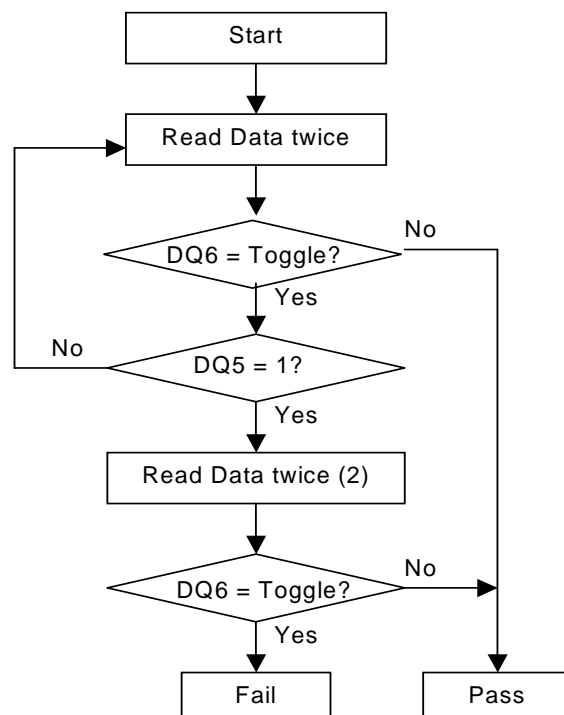 Start
Read Data twice
No
DQ6 = Toggle?
Yes
No
DQ5 = 1?
Yes
Read Data twice (2)
No
DQ6 = Toggle?
Yes
Fail
Pass